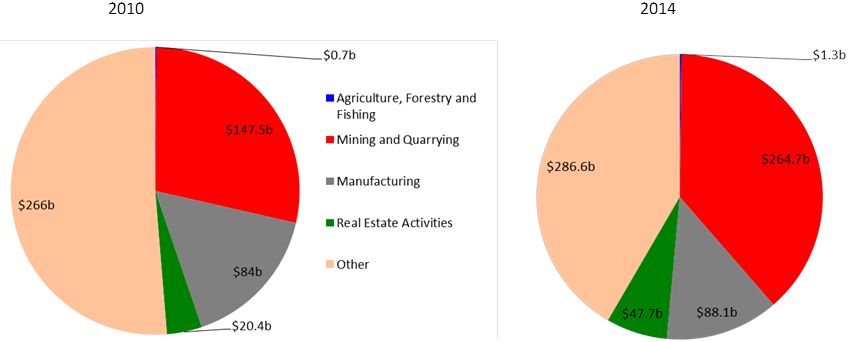 2010
2014
$0.7b
$147.5b
$266b
$84b
$20.4b
Agriculture, Forestry and
Fishing
Mining and Quarrying
Manufacturing
Real Estate Activities
Other
$1.3b
$264.7b
$286.6b
$47.7b
$88.1b